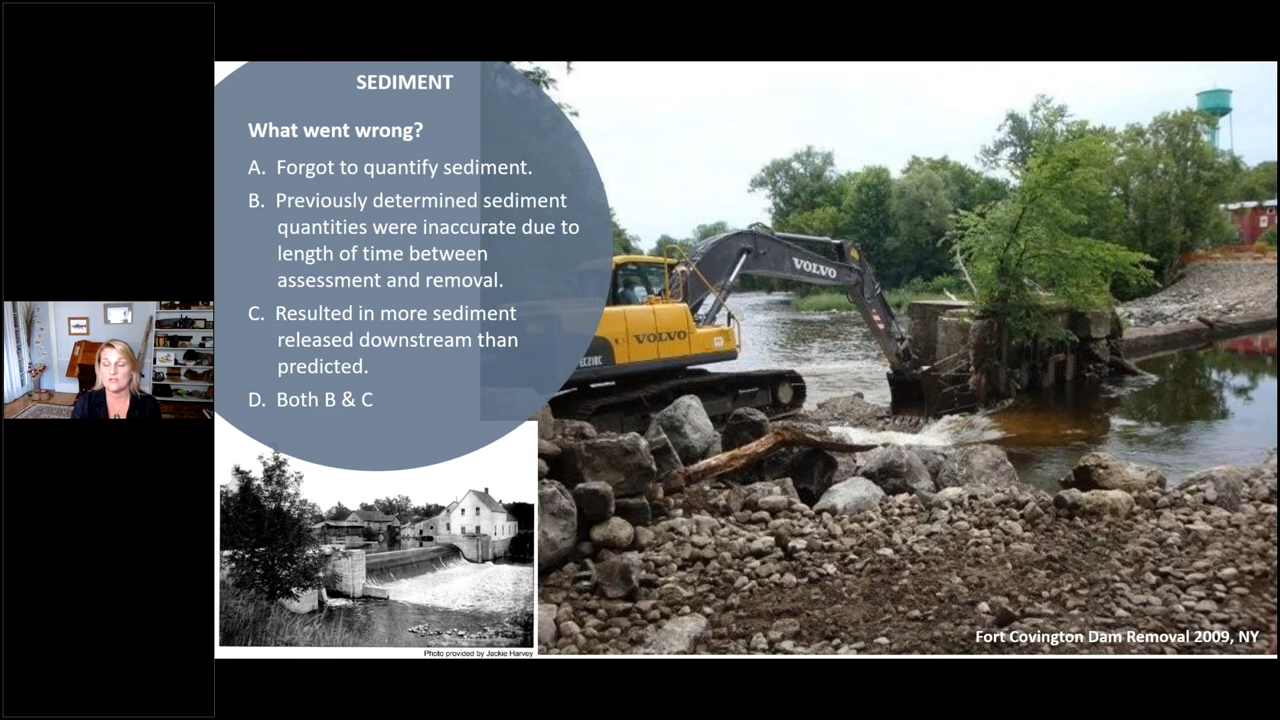 SEDIMENT
What went wrong?
A. Forgot to quantify sediment.
B. Previously determined sediment
quantities were inaccurate due to
length of time between
assessment and removal.
C. Resulted in more sediment
released downstream than
predicted.
D. Both B & C
VOLVO
VOLVO
EC210C
Fort Covington Dam Removal 2009, NY
Photo provided by Jackie Harvey